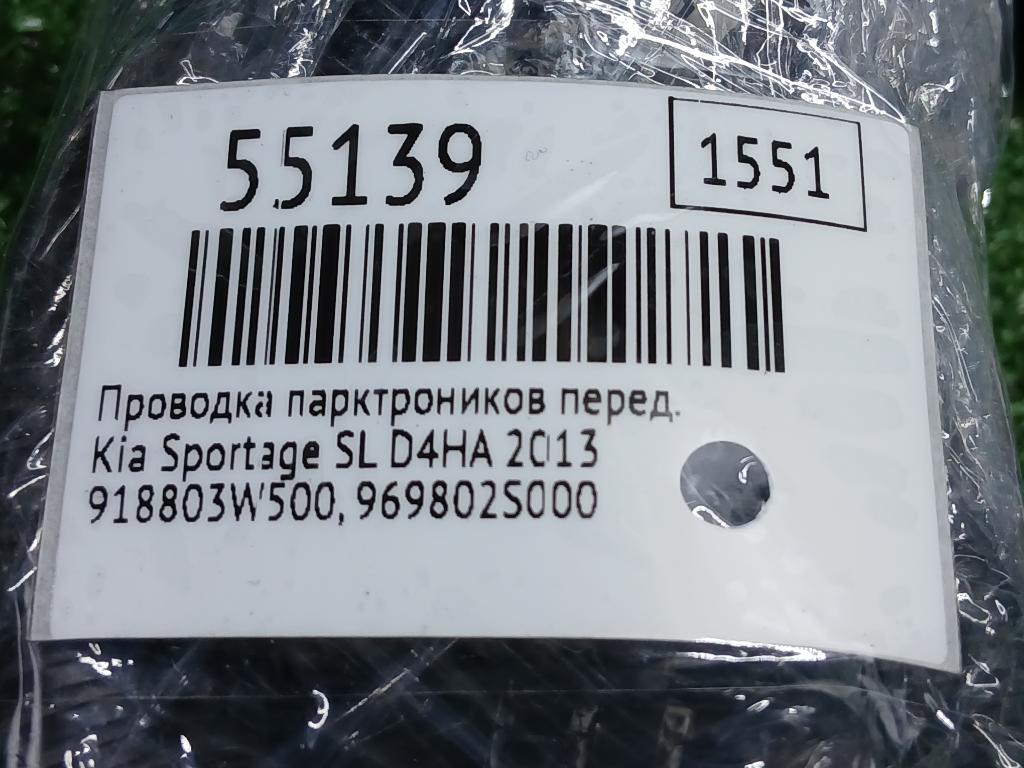 55139
1551
Проводка парктроников перед.
Kia Sportage SL D4HA 2013
918803W500, 969802S000